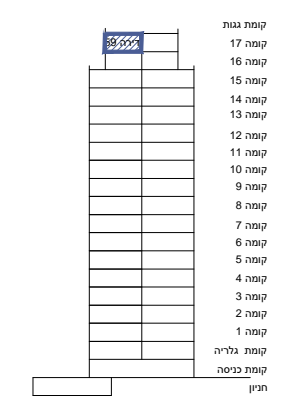 קומת גגות
קומה 17
דירה 69
קומה 16
קומה 15
קומה 14
קומה 13
קומה 12
קומה 11
קומה 10
קומה 9
קומה 8
קומה 7
קומה 6
קומה 5
קומה 4
קומה 3
קומה 2
קומה 1
קומת גלריה
קומת כניסה
חניון